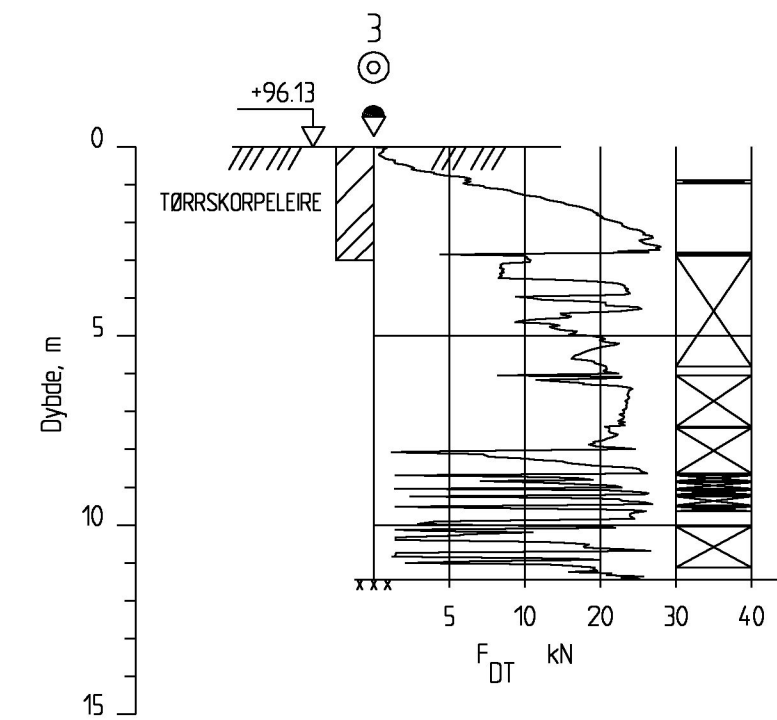 3
+96.13
0
TØRRSKORPELEIRE
5
Dybde, m
10
x x x
5 10 20 30 40
F DT kN
15